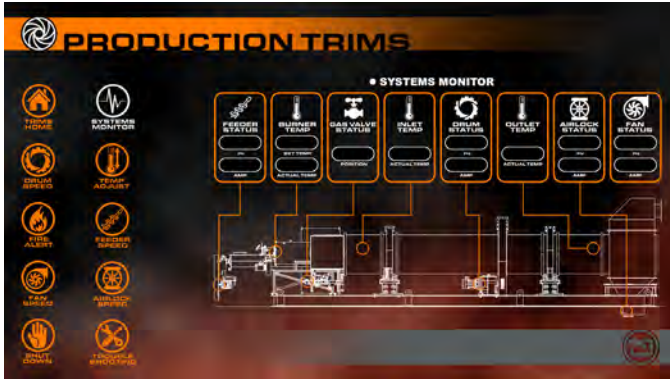 PRODUCTION TRIMS
SYSTEMS MONITOR
TRIMS HOME
SYSTEMS MONITOR
DRUM SPEED
TEMP ADJUST
FIRE ALERT
FEEDER SPEED
FAN SPEED
AIRLOCK SPEED
SHUT DOWN
TROUBLE SHOOTING
FEEDER STATUS
AMP
BURNER TEMP
SET TEMP
ACTUAL TEMP
GAS VALVE STATUS
POSITION
INLET TEMP
ACTUAL TEMP
DRUM STATUS
AMP
OUTLET TEMP
ACTUAL TEMP
AIRLOCK STATUS
AMP
FAN STATUS
AMP